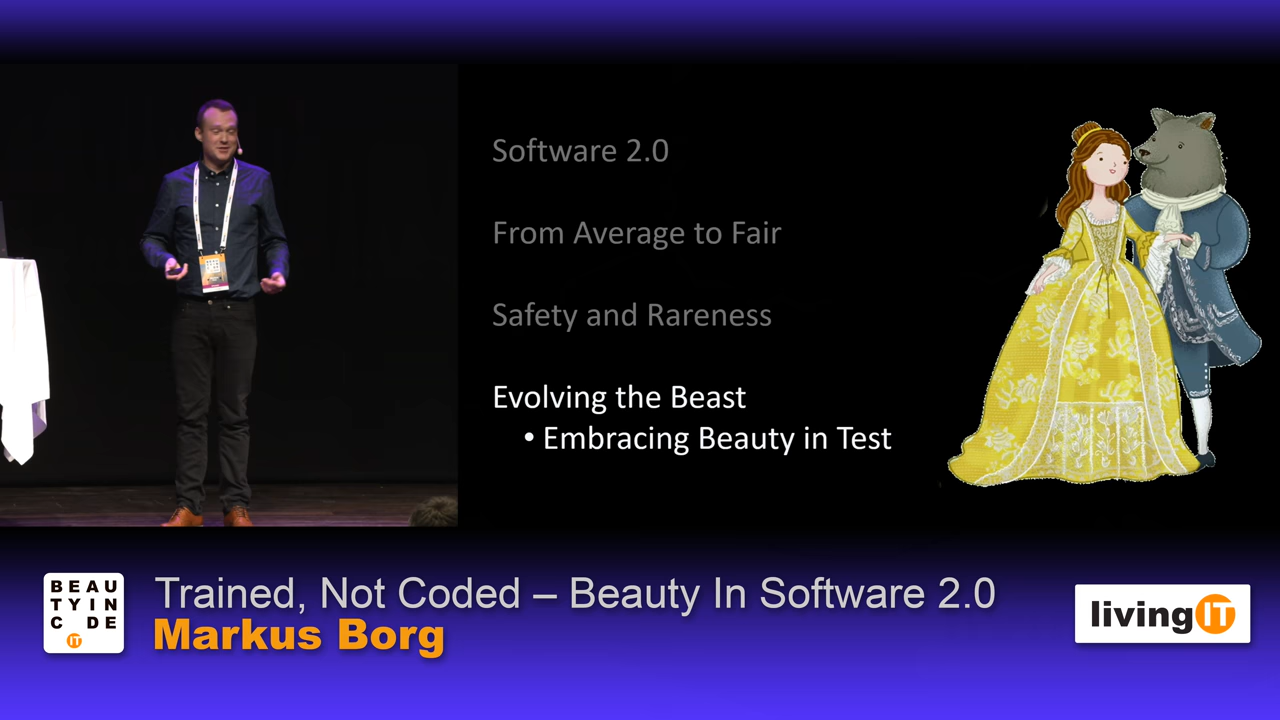 Software 2.0
From Average to Fair
Safety and Rareness
Evolving the Beast
• Embracing Beauty in Test
BEAU
TYIN
C DE
IT
Trained, Not Coded – Beauty In Software 2.0
Markus Borg
livingIT